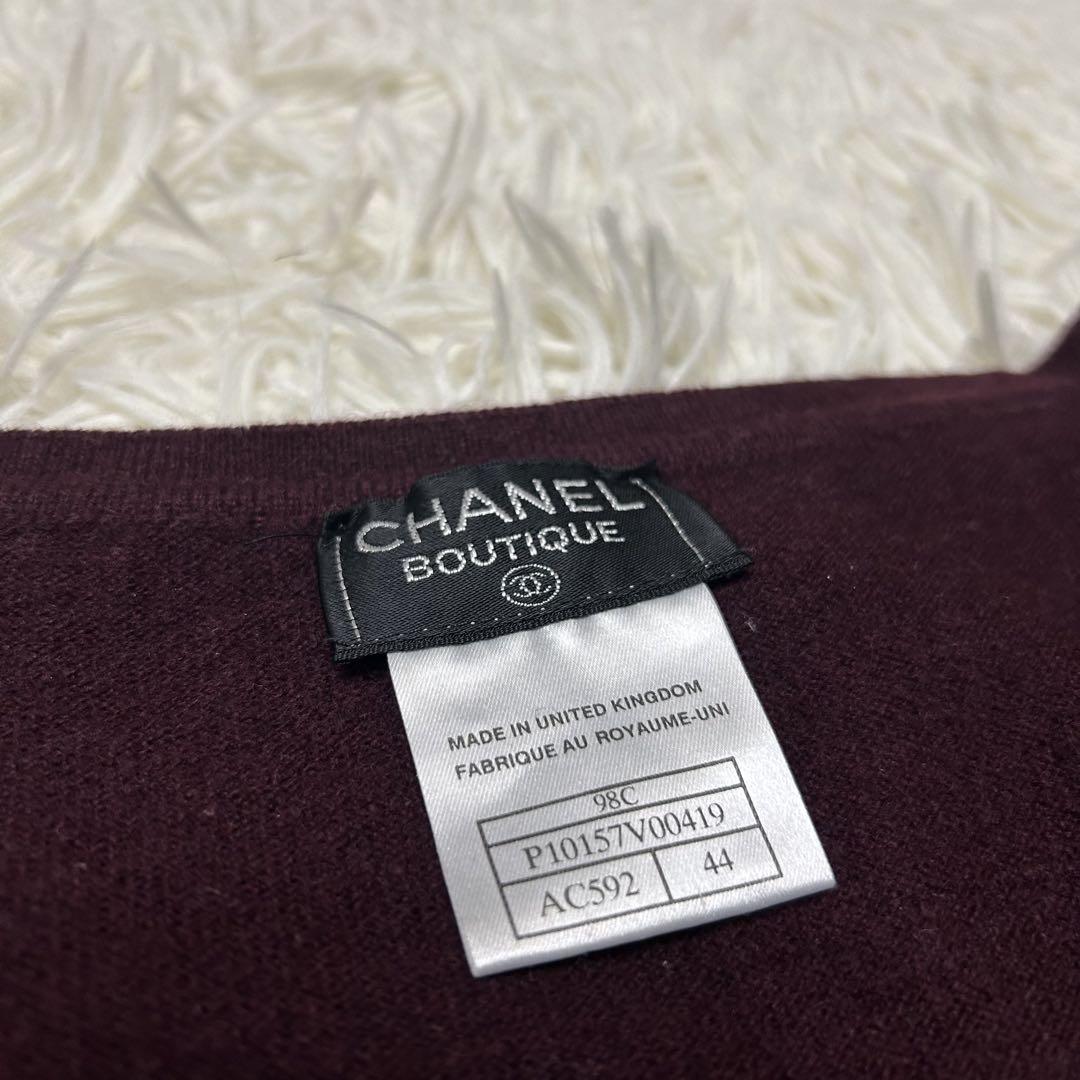 CHANEL
BOUTIQUE
MADE IN UNITED KINGDOM
FABRIQUE AU ROYAUME-UNI
98C
P10157V00419
AC592 44